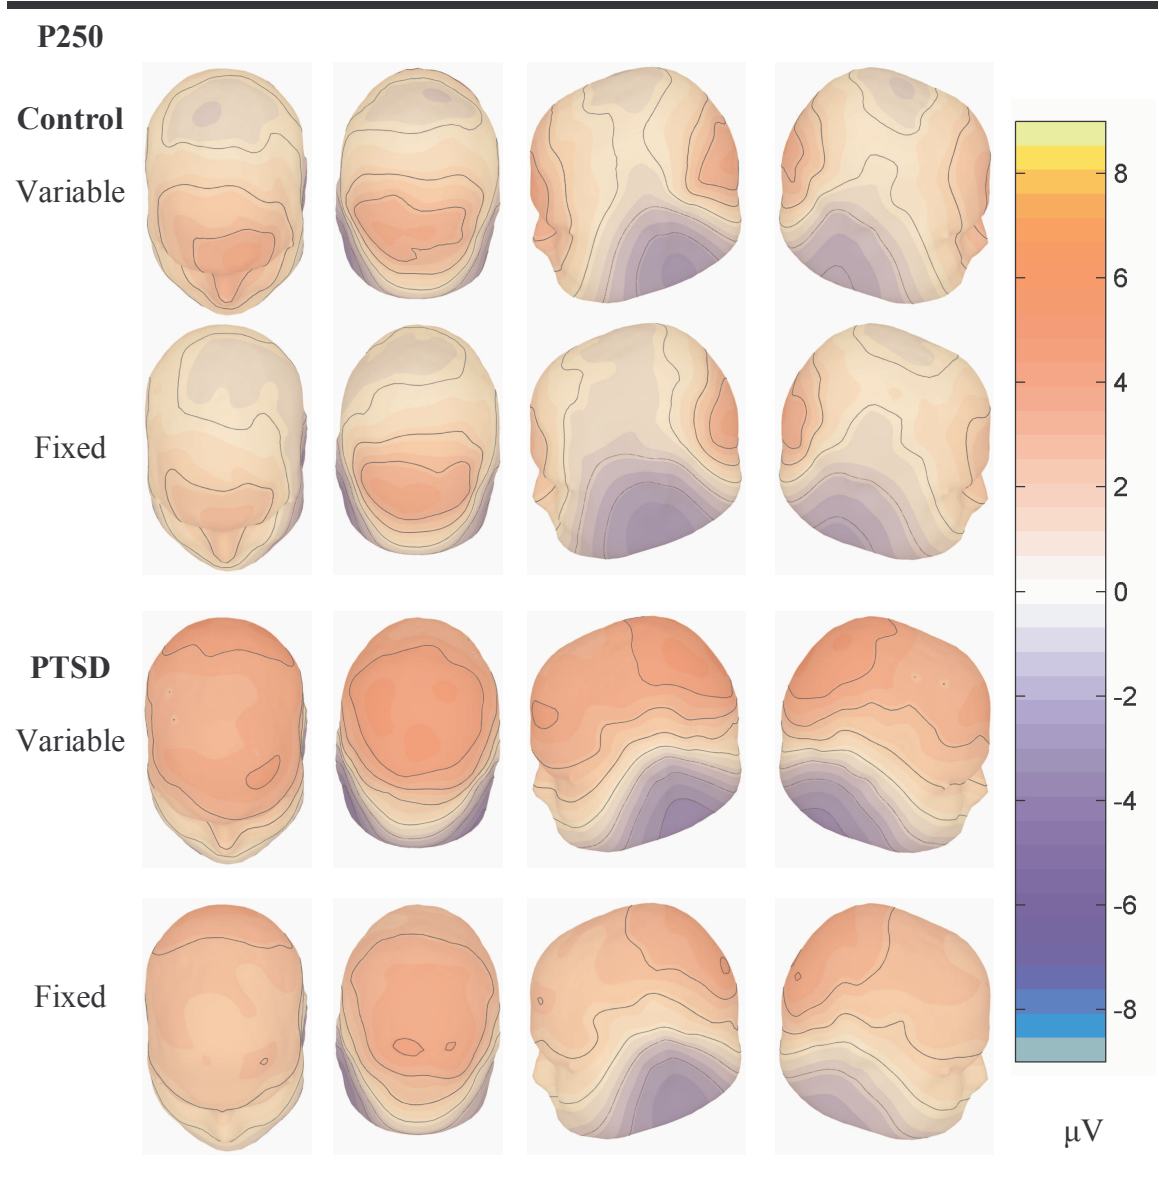 P250
Control
Variable
Fixed
PTSD
Variable
Fixed
8
6
4
2
0
-2
-4
-6
-8
μV